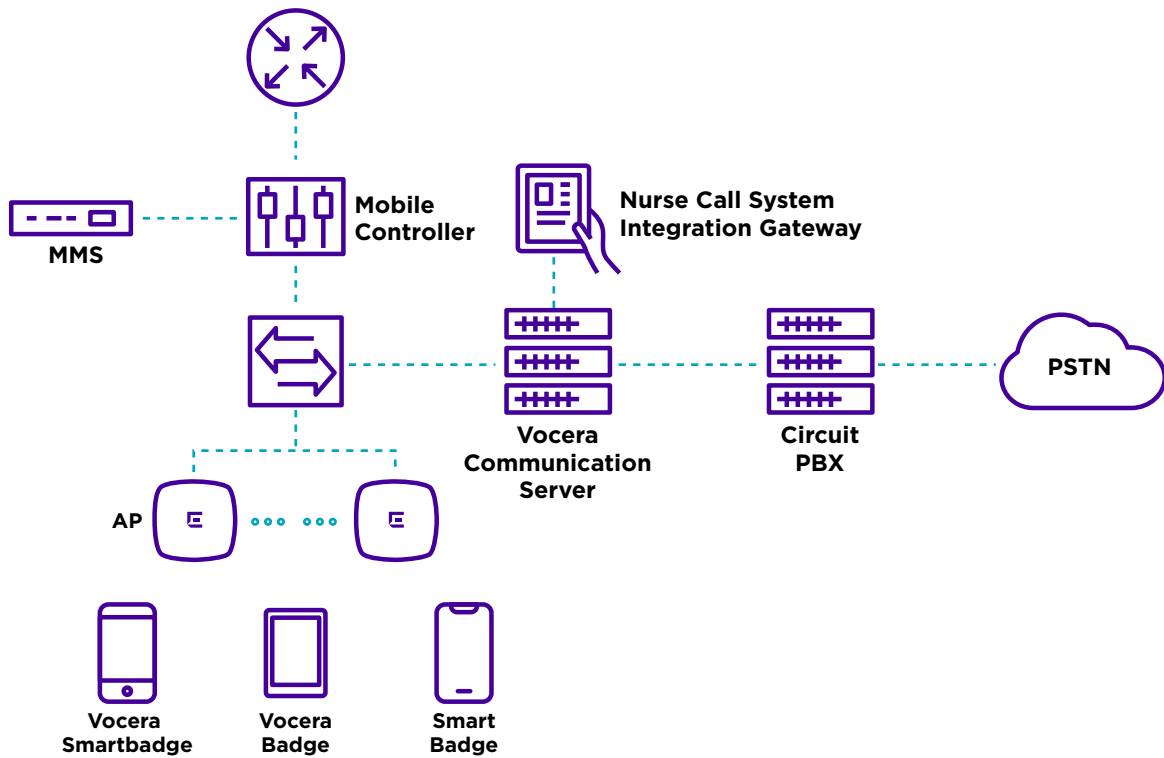 Mobile
Controller
Nurse Call System
Integration Gateway
MMS
PSTN
Vocera
Communication
Server
Circuit
PBX
AP
Vocera
Smartbadge
Vocera
Badge
Smart
Badge